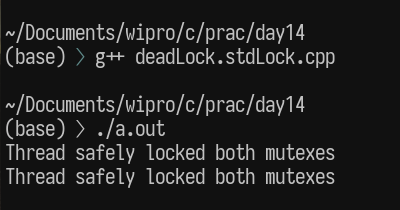 ~/Documents/wipro/c/prac/day14
(base) > g++ deadLock.stdLock.cpp
~/Documents/wipro/c/prac/day14
(base) > ./a.out
Thread safely locked both mutexes
Thread safely locked both mutexes